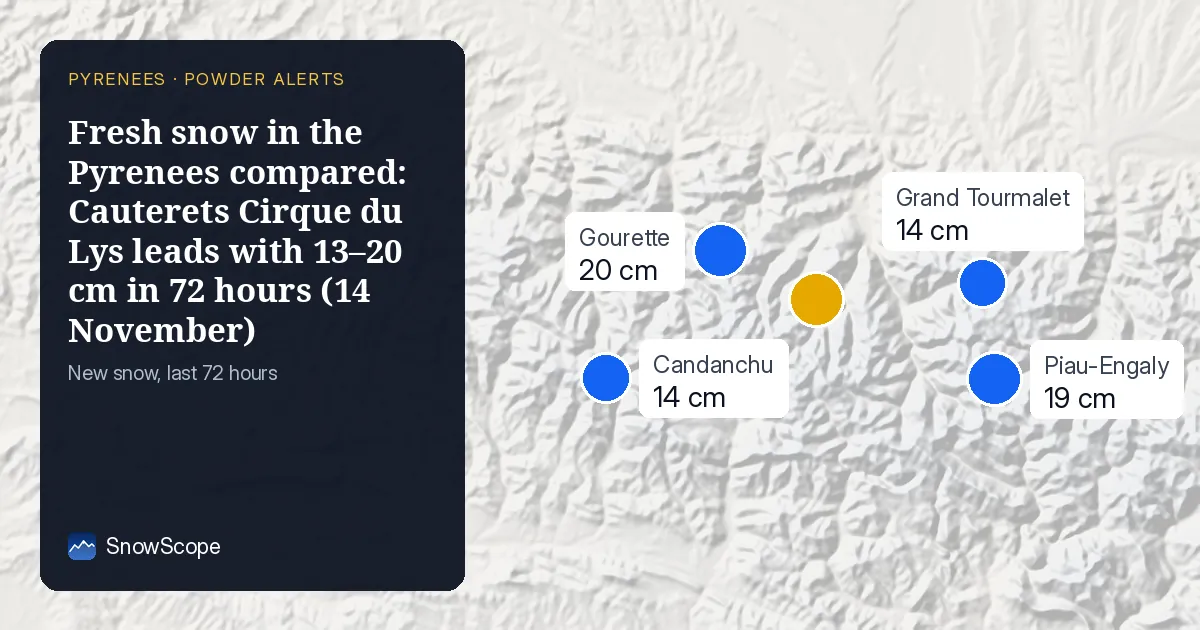 PYRENEES · POWDER ALERTS
Fresh snow in the
Pyrenees compared:
Cauterets Cirque du
Lys leads with 13–20
cm in 72 hours (14
November)
New snow, last 72 hours
SnowScope
Grand Tourmalet
14 cm
Gourette
20 cm
Candanchu
14 cm
Piau-Engaly
19 cm